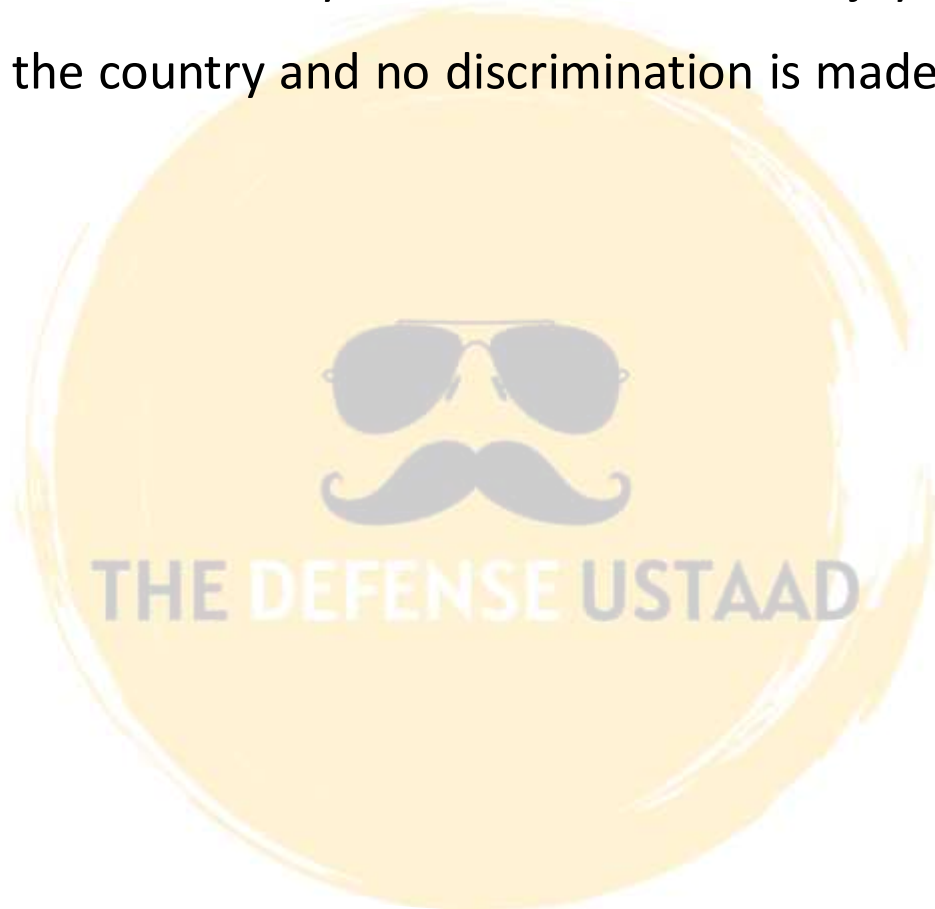 the country and no discrimination is made
THE DEFENSE USTAAD